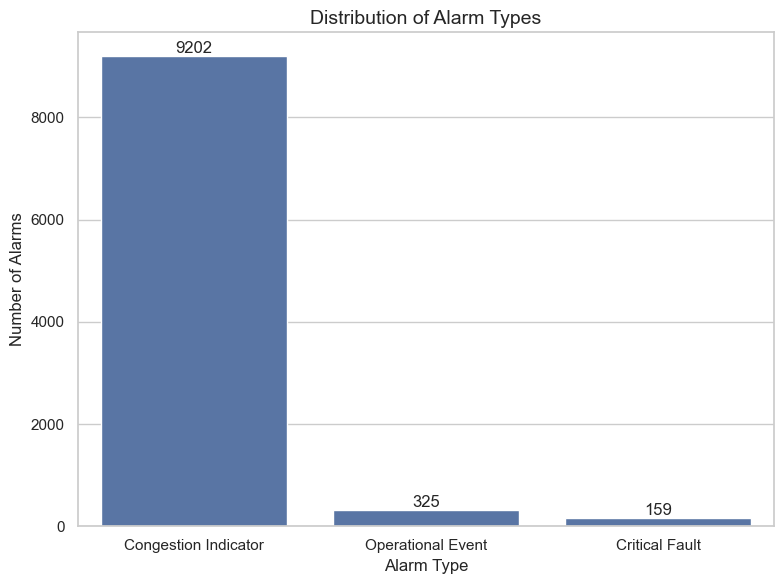 Distribution of Alarm Types
Number of Alarms
8000
6000
4000
2000
0
9202
325
159
Congestion Indicator
Operational Event
Critical Fault
Alarm Type